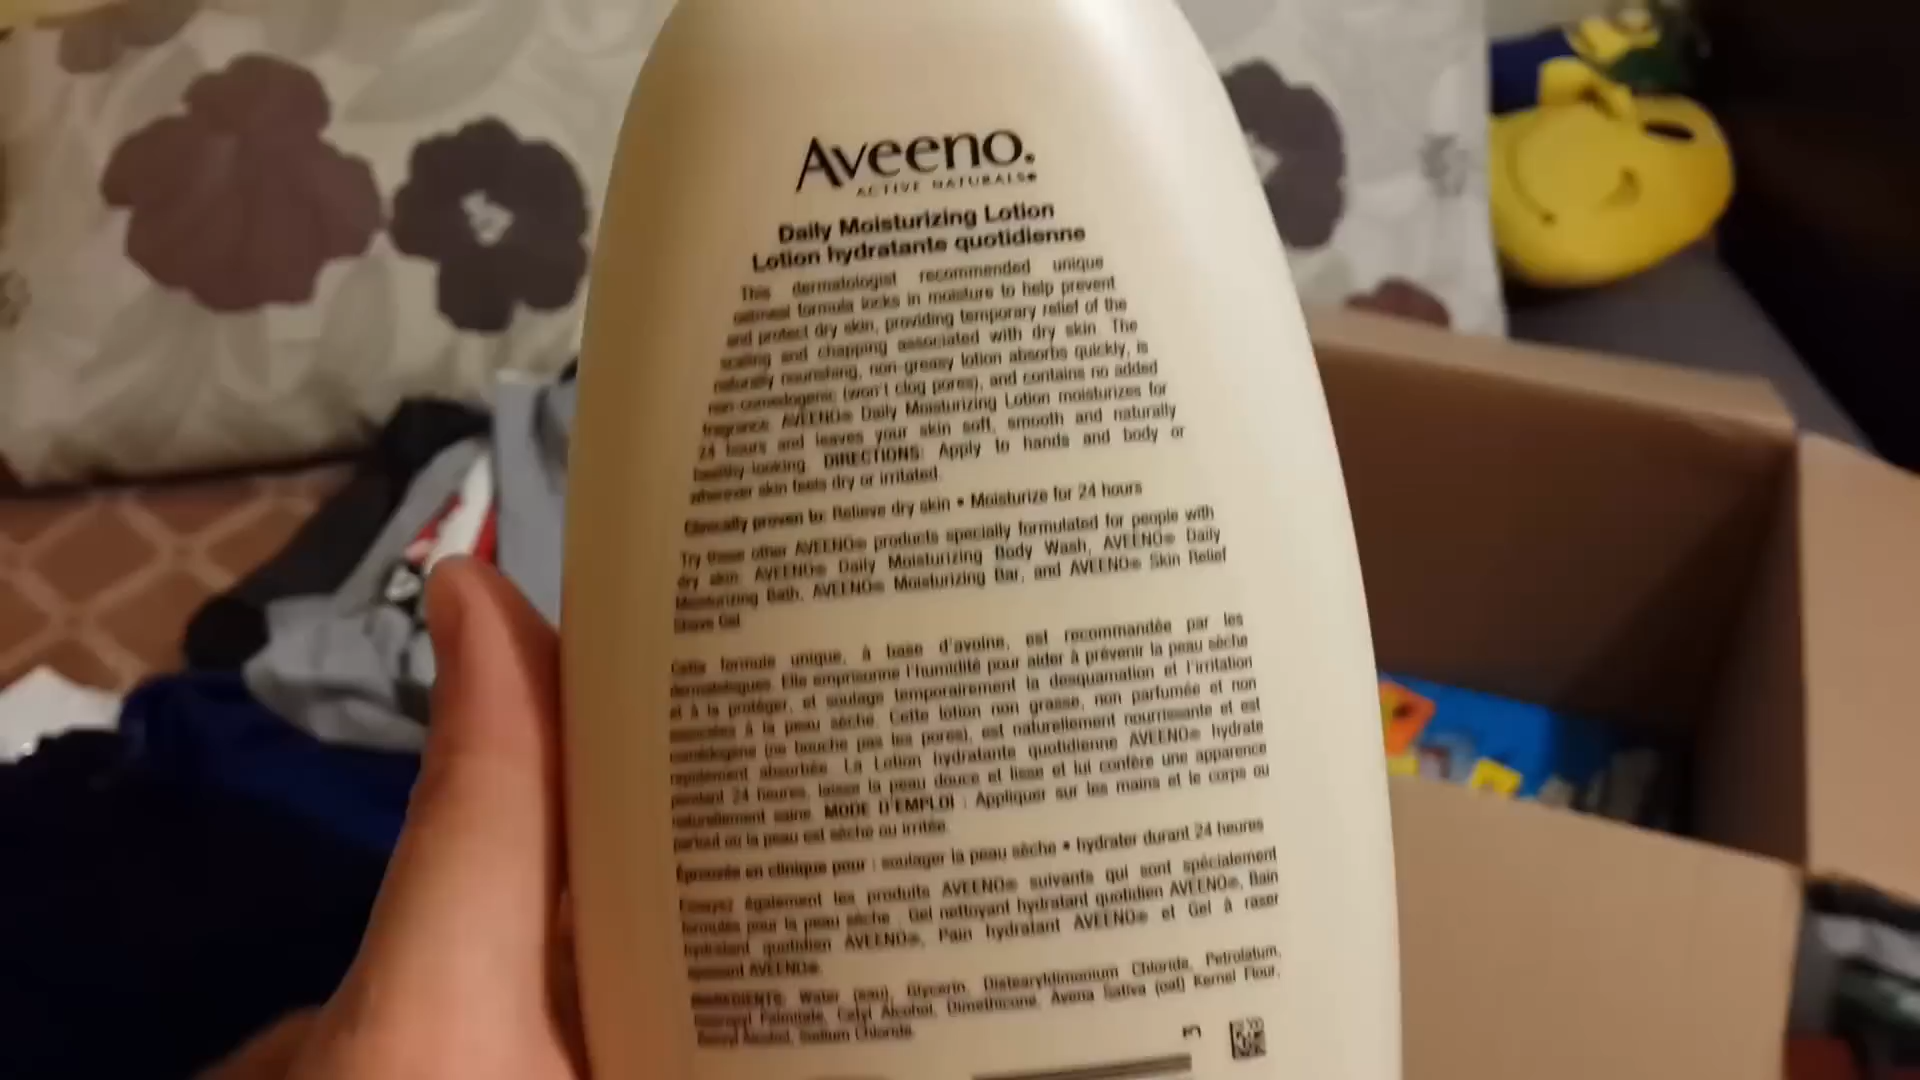 Aveeno.
ACTIVE NATURALS®
Daily Moisturizing Lotion
Lotion hydratante quotidienne
This dermatologist recommended unique
oatmeal formula locks in moisture to help prevent
and protect dry skin, providing temporary relief of the
scaling and chapping associated with dry skin. The
naturally nourishing, non-greasy lotion absorbs quickly, is
non-comedogenic (won't clog pores), and contains no added
fragrance. AVEENO® Daily Moisturizing Lotion moisturizes for
24 hours and leaves your skin soft, smooth and naturally
healthy-looking. DIRECTIONS: Apply to hands and body or
wherever skin feels dry or irritated.
Clinically proven to: Relieve dry skin • Moisturize for 24 hours
Try these other AVEENO® products specially formulated for people with
dry skin: AVEENO® Daily Moisturizing Body Wash, AVEENO® Daily
Moisturizing Bath, AVEENO® Moisturizing Bar, and AVEENO® Skin Relief
Shave Gel.
Cette formule unique, à base d'avoine, est recommandée par les
dermatologues. Elle emprisonne l'humidité pour aider à prévenir la peau sèche
et à la protéger, et soulage temporairement la desquamation et l'irritation
associées à la peau sèche. Cette lotion non grasse, non parfumée et non
comédogène (ne bouche pas les pores), est naturellement nourrissante et est
rapidement absorbée. La Lotion hydratante quotidienne AVEENO® hydrate
pendant 24 heures, laisse la peau douce et lisse et lui confère une apparence
naturellement saine. MODE D'EMPLOI : Appliquer sur les mains et le corps ou
partout où la peau est sèche ou irritée.
Éprouvée en clinique pour : soulager la peau sèche • hydrater durant 24 heures
Essayez également les produits AVEENO® suivants qui sont spécialement
formulés pour la peau sèche : Gel nettoyant hydratant quotidien AVEENO®, Bain
hydratant quotidien AVEENO®, Pain hydratant AVEENO® et Gel à raser
apaisant AVEENO®.
INGREDIENTS: Water (eau), Glycerin, Distearyldimonium Chloride, Petrolatum,
Isopropyl Palmitate, Cetyl Alcohol, Dimethicone, Avena Sativa (oat) Kernel Flour,
Benzyl Alcohol, Sodium Chloride.